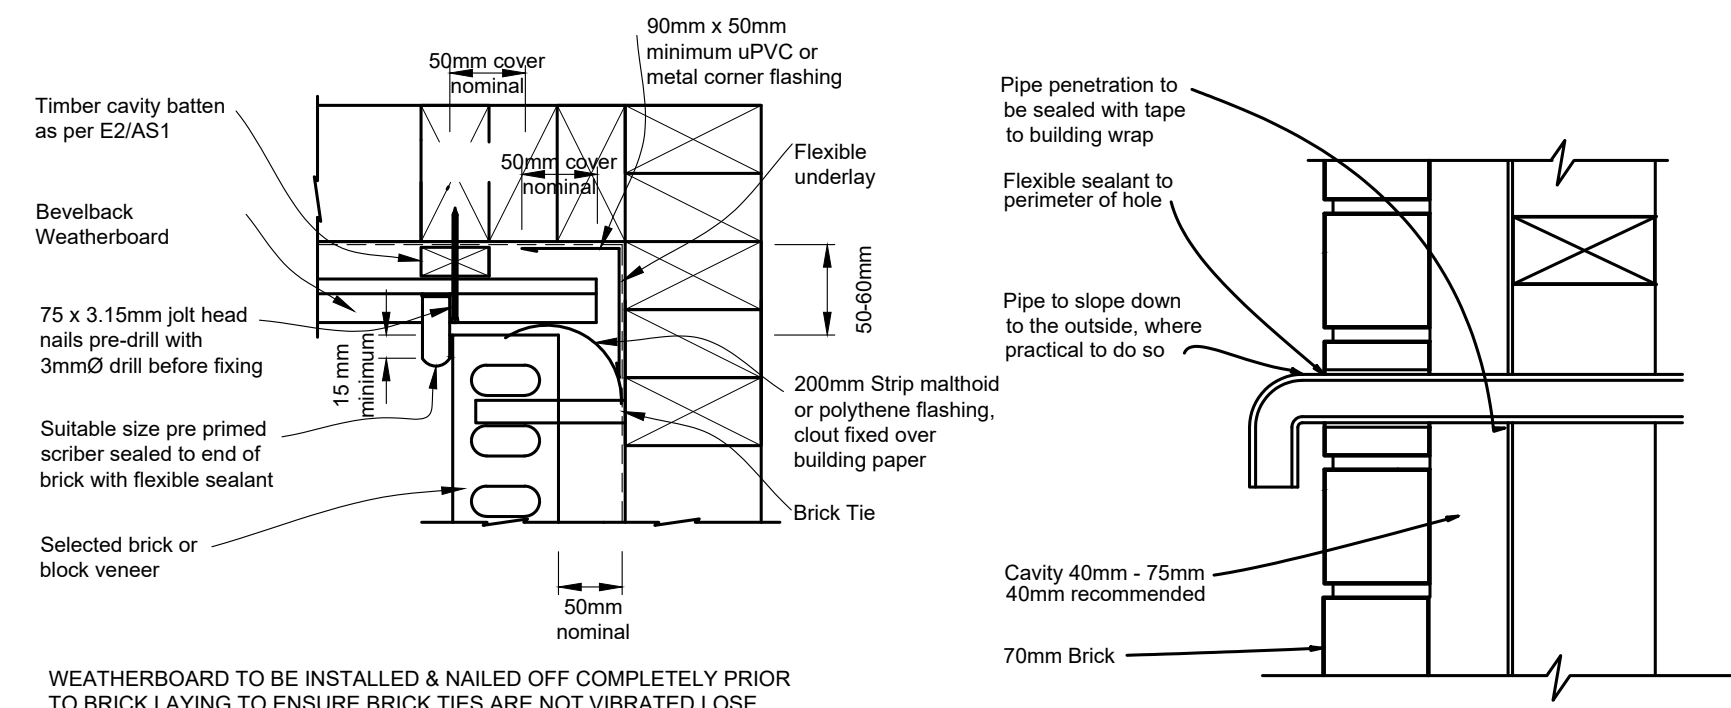 90mm x 50mm
minimum uPVC or
metal corner flashing
50mm cover
nominal
Timber cavity batten
as per E2/AS1
50mm cover
nominal
Flexible
underlay
Bevelback
Weatherboard
50-60mm
75 x 3.15mm jolt head
nails pre-drill with
3mmØ drill before fixing
15 mm
minimum
200mm Strip malthoid
or polythene flashing,
clout fixed over
building paper
Suitable size pre primed
scriber sealed to end of
brick with flexible sealant
Brick Tie
Selected brick or
block veneer
50mm
nominal
WEATHERBOARD TO BE INSTALLED & NAILED OFF COMPLETELY PRIOR
TO BRICK LAYING TO ENSURE BRICK TIES ARE NOT VIBRATED LOSE
Pipe penetration to
be sealed with tape
to building wrap
Flexible sealant to
perimeter of hole
Pipe to slope down
to the outside, where
practical to do so
Cavity 40mm - 75mm
40mm recommended
70mm Brick